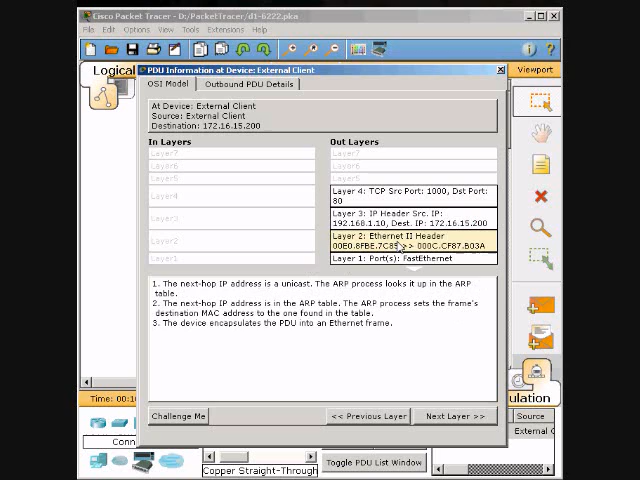 Cisco Packet Tracer - D:/PacketTracer/d1-6222.pka
File Edit Options View Tools Extensions Help
Logical
Viewport
PDU Information at Device: External Client
OSI Model Outbound PDU Details
At Device: External Client
Source: External Client
Destination: 172.16.15.200
In Layers
Layer7
Layer6
Layer5
Layer4
Layer3
Layer2
Layer1
Out Layers
Layer7
Layer6
Layer5
Layer 4: TCP Src Port: 1000, Dst Port:
80
Layer 3: IP Header Src. IP:
192.168.1.10, Dest. IP: 172.16.15.200
Layer 2: Ethernet II Header
00E0.8FBE.7C85 >> 000C.CF87.B03A
Layer 1: Port(s): FastEthernet
1. The next-hop IP address is a unicast. The ARP process looks it up in the ARP
table.
2. The next-hop IP address is in the ARP table. The ARP process sets the frame's
destination MAC address to the one found in the table.
3. The device encapsulates the PDU into an Ethernet frame.
Challenge Me
<< Previous Layer
Next Layer >>
Time: 00:1
ulation
Source
External C
Conn
Copper Straight-Through
Toggle PDU List Window